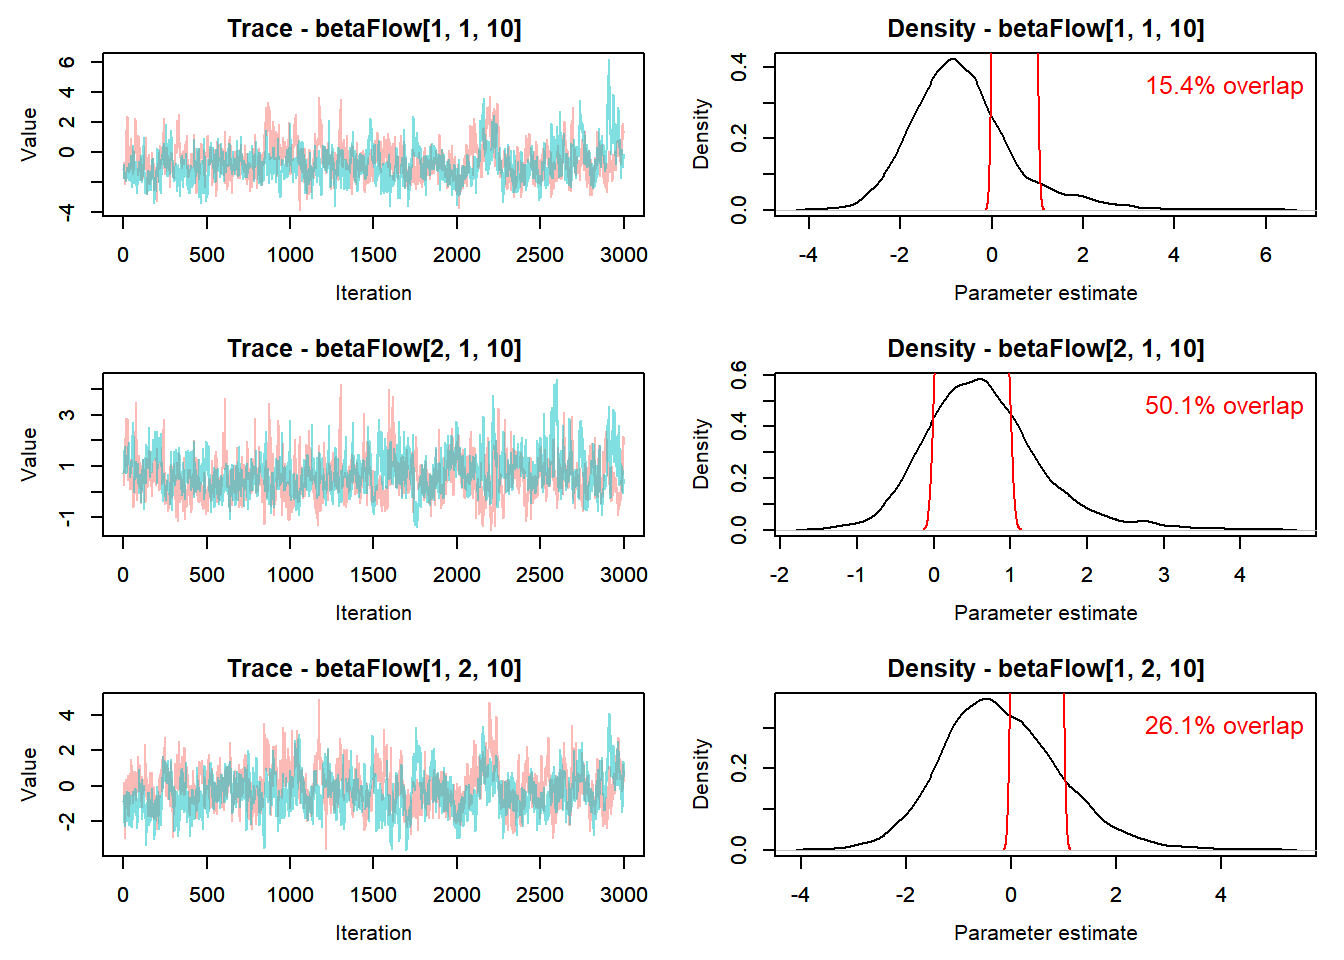 Trace - betaFlow[1, 1, 10]
Value
6
4
2
0
-4
0 500 1000 1500 2000 2500 3000
Iteration
Density - betaFlow[1, 1, 10]
15.4% overlap
Density
0.4
0.2
0.0
-4 -2 0 2 4 6
Parameter estimate
Trace - betaFlow[2, 1, 10]
Value
3
1
-1
0 500 1000 1500 2000 2500 3000
Iteration
Density - betaFlow[2, 1, 10]
50.1% overlap
Density
0.6
0.4
0.2
0.0
-2 -1 0 1 2 3 4
Parameter estimate
Trace - betaFlow[1, 2, 10]
Value
4
2
0
-2
0 500 1000 1500 2000 2500 3000
Iteration
Density - betaFlow[1, 2, 10]
26.1% overlap
Density
0.2
0.0
-4 -2 0 2 4
Parameter estimate